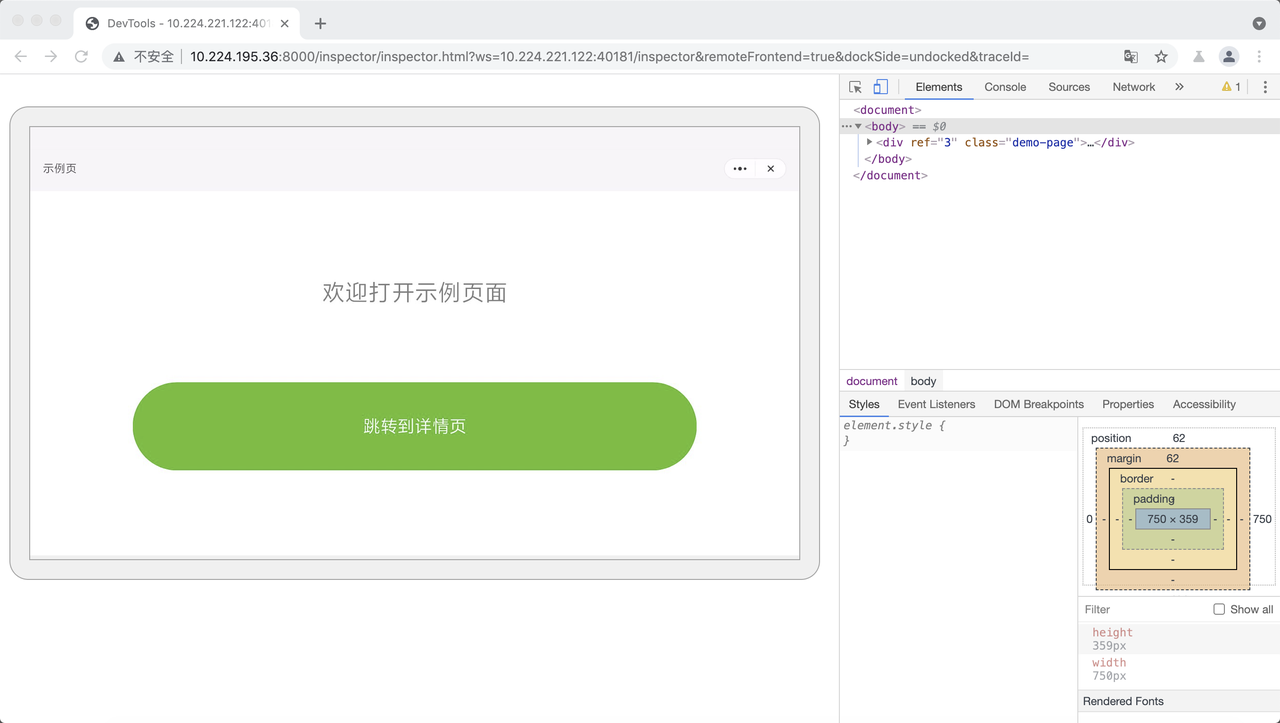 DevTools - 10.224.221.122:401
不安全
10.224.195.36:8000/inspector/inspector.html?ws=10.224.221.122:40181/inspector&remoteFrontend=true&dockSide=undocked&traceId=
示例页
欢迎打开示例页面
跳转到详情页
Elements Console Sources Network » 1
<document>
…▼<body> == $0
▶<div ref="3" class="demo-page">…</div>
</body>
</document>
document body
Styles Event Listeners DOM Breakpoints Properties Accessibility
element.style {
}
position 62
margin 62
border -
padding -
0 - - - 750 × 359 - - - 750
-
-
-
Filter Show all
height
359px
width
750px
Rendered Fonts